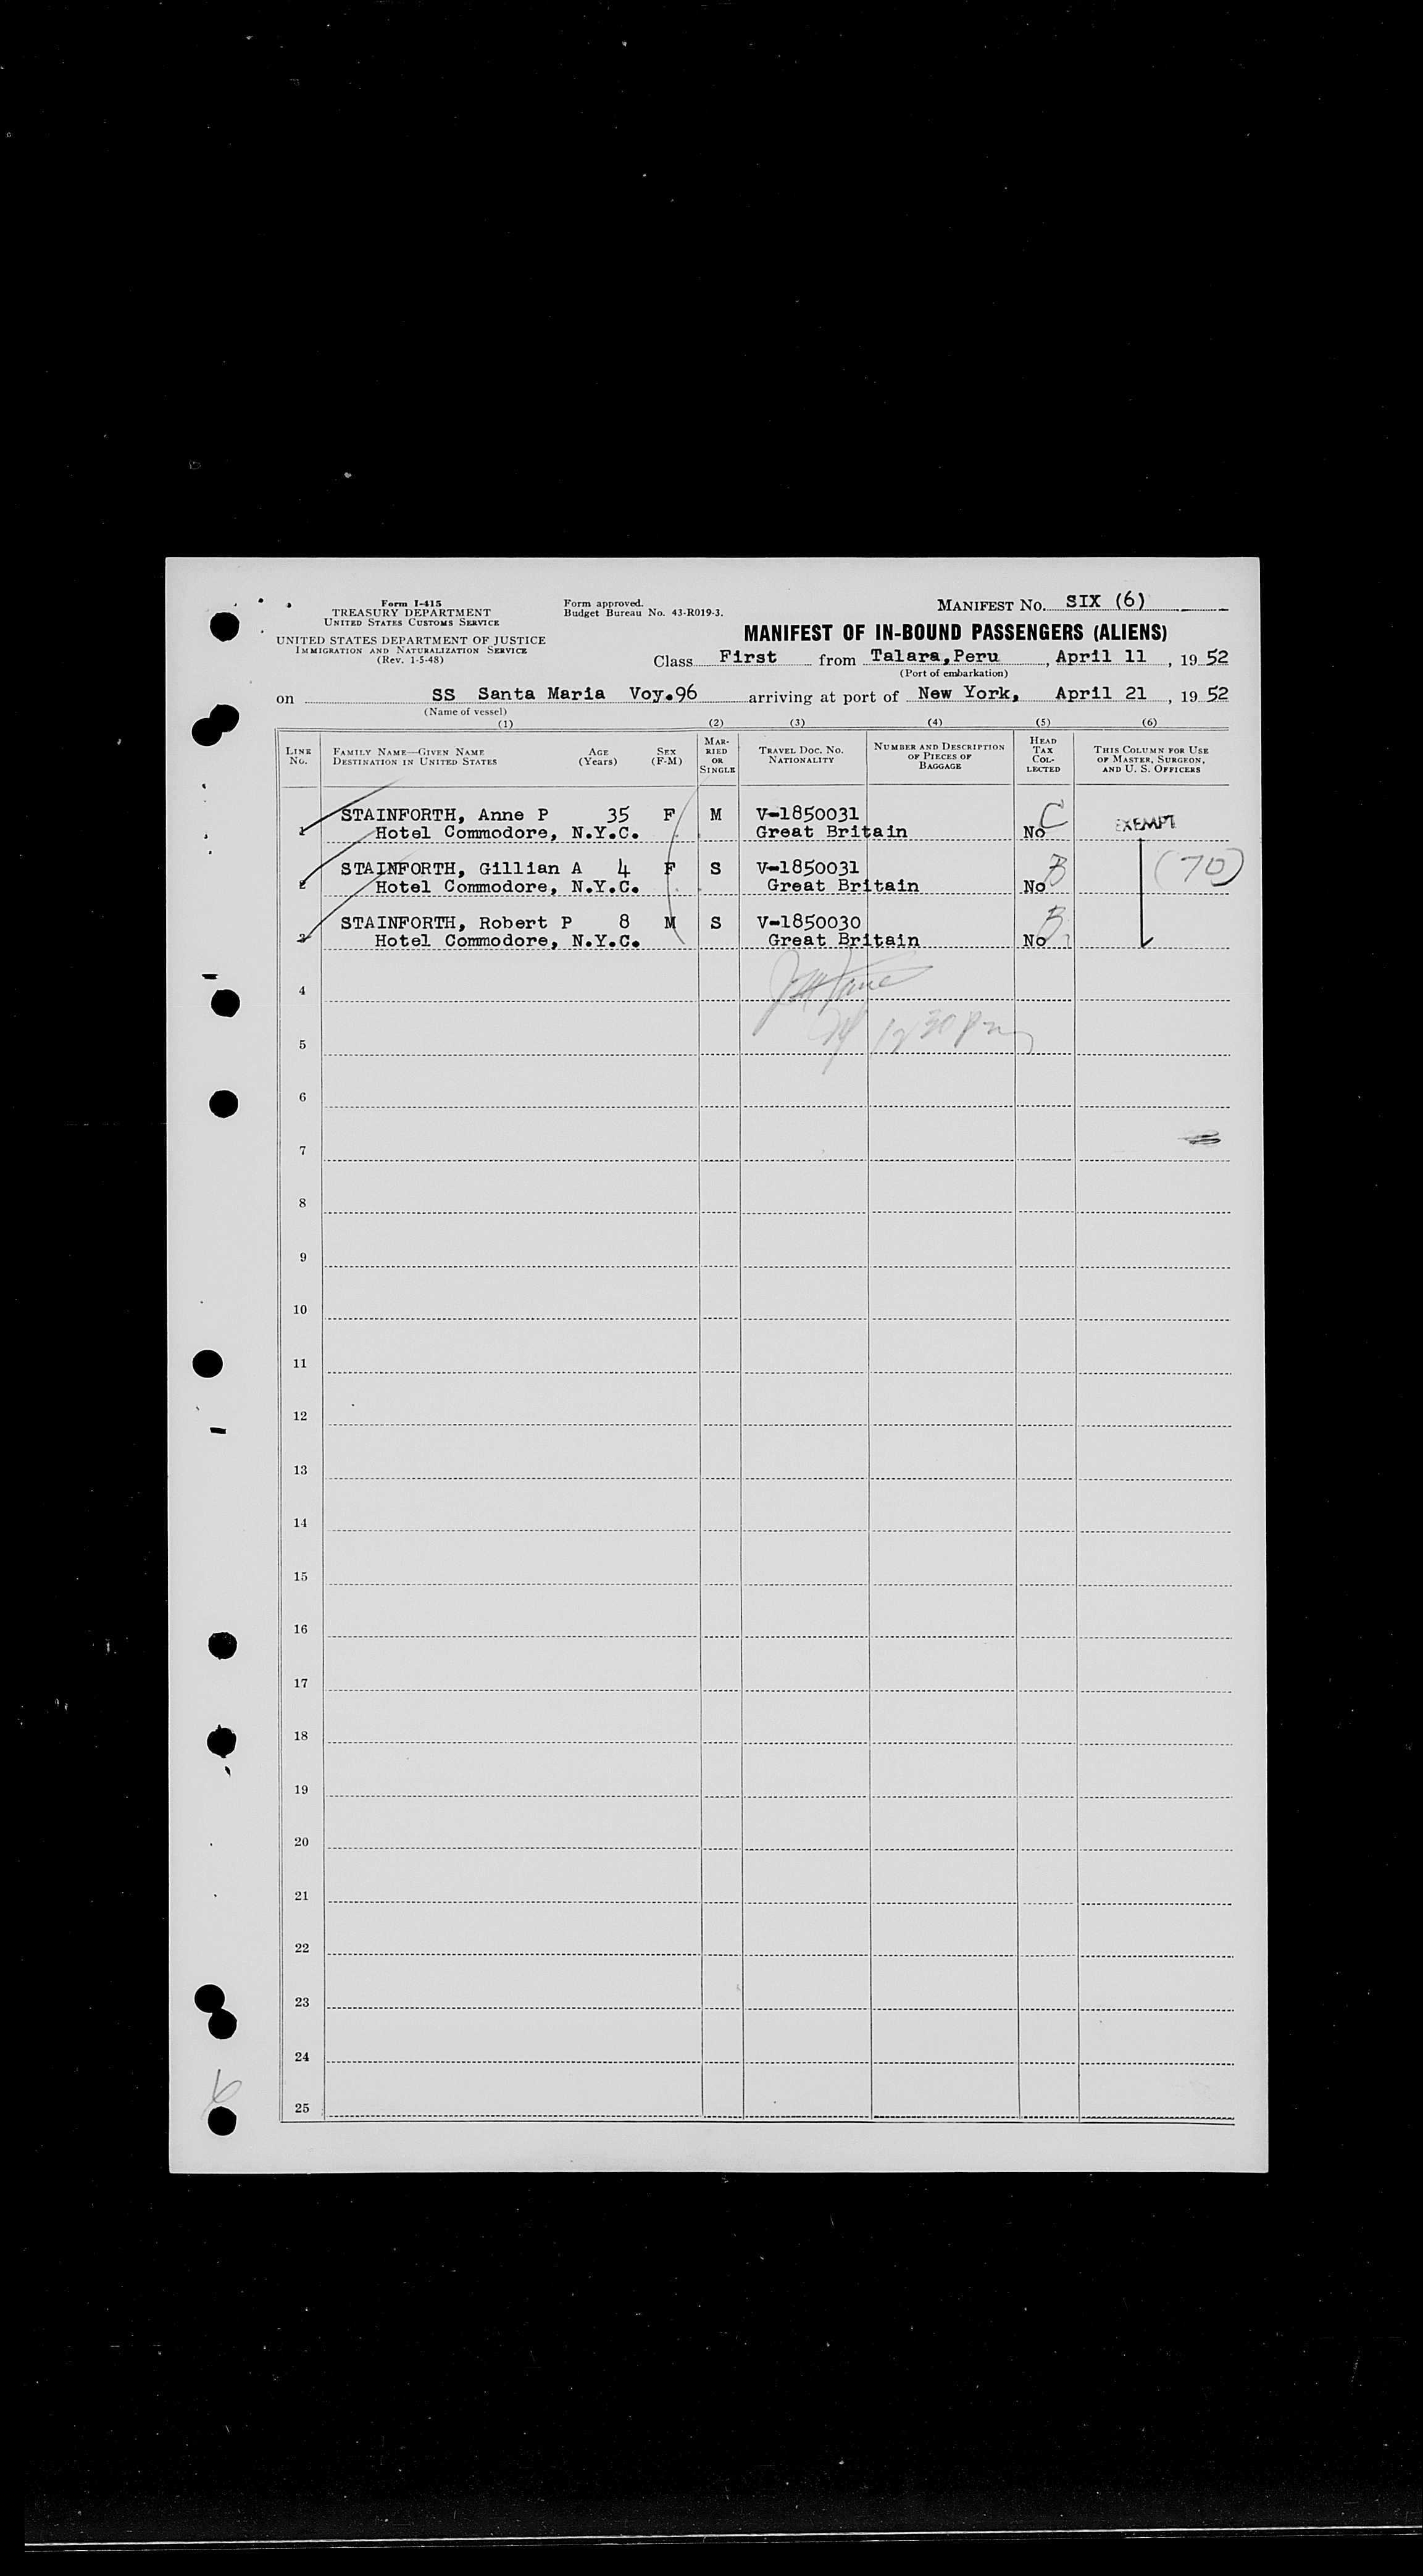 Form I-415
TREASURY DEPARTMENT
UNITED STATES CUSTOMS SERVICE
UNITED STATES DEPARTMENT OF JUSTICE
IMMIGRATION AND NATURALIZATION SERVICE
(Rev. 1-5-48)
Form approved.
Budget Bureau No. 43-R019-3.
MANIFEST NO. SIX (6)
MANIFEST OF IN-BOUND PASSENGERS (ALIENS)
Class First from Talara, Peru, April 11, 1952
(Port of embarkation)
on SS Santa Maria Voy.96 arriving at port of New York, April 21, 1952
(Name of vessel)
(1) (2) (3) (4) (5) (6)
LINE NO. FAMILY NAME—GIVEN NAME DESTINATION IN UNITED STATES AGE (Years) SEX (F-M) MARRIED OR SINGLE TRAVEL DOC. NO. NATIONALITY NUMBER AND DESCRIPTION OF PIECES OF BAGGAGE HEAD TAX COLLECTED THIS COLUMN FOR USE OF MASTER, SURGEON, AND U. S. OFFICERS
STAINFORTH, Anne P 35 F M V-1850031 C EXEMPT
1 Hotel Commodore, N.Y.C. Great Britain No
STAINFORTH, Gillian A 4 F S V-1850031 B (70)
2 Hotel Commodore, N.Y.C. Great Britain No
STAINFORTH, Robert P 8 M S V-1850030 B
3 Hotel Commodore, N.Y.C. Great Britain No
4
5 12 30 pm
6
7
8
9
10
11
12
13
14
15
16
17
18
19
20
21
22
23
24
25
6